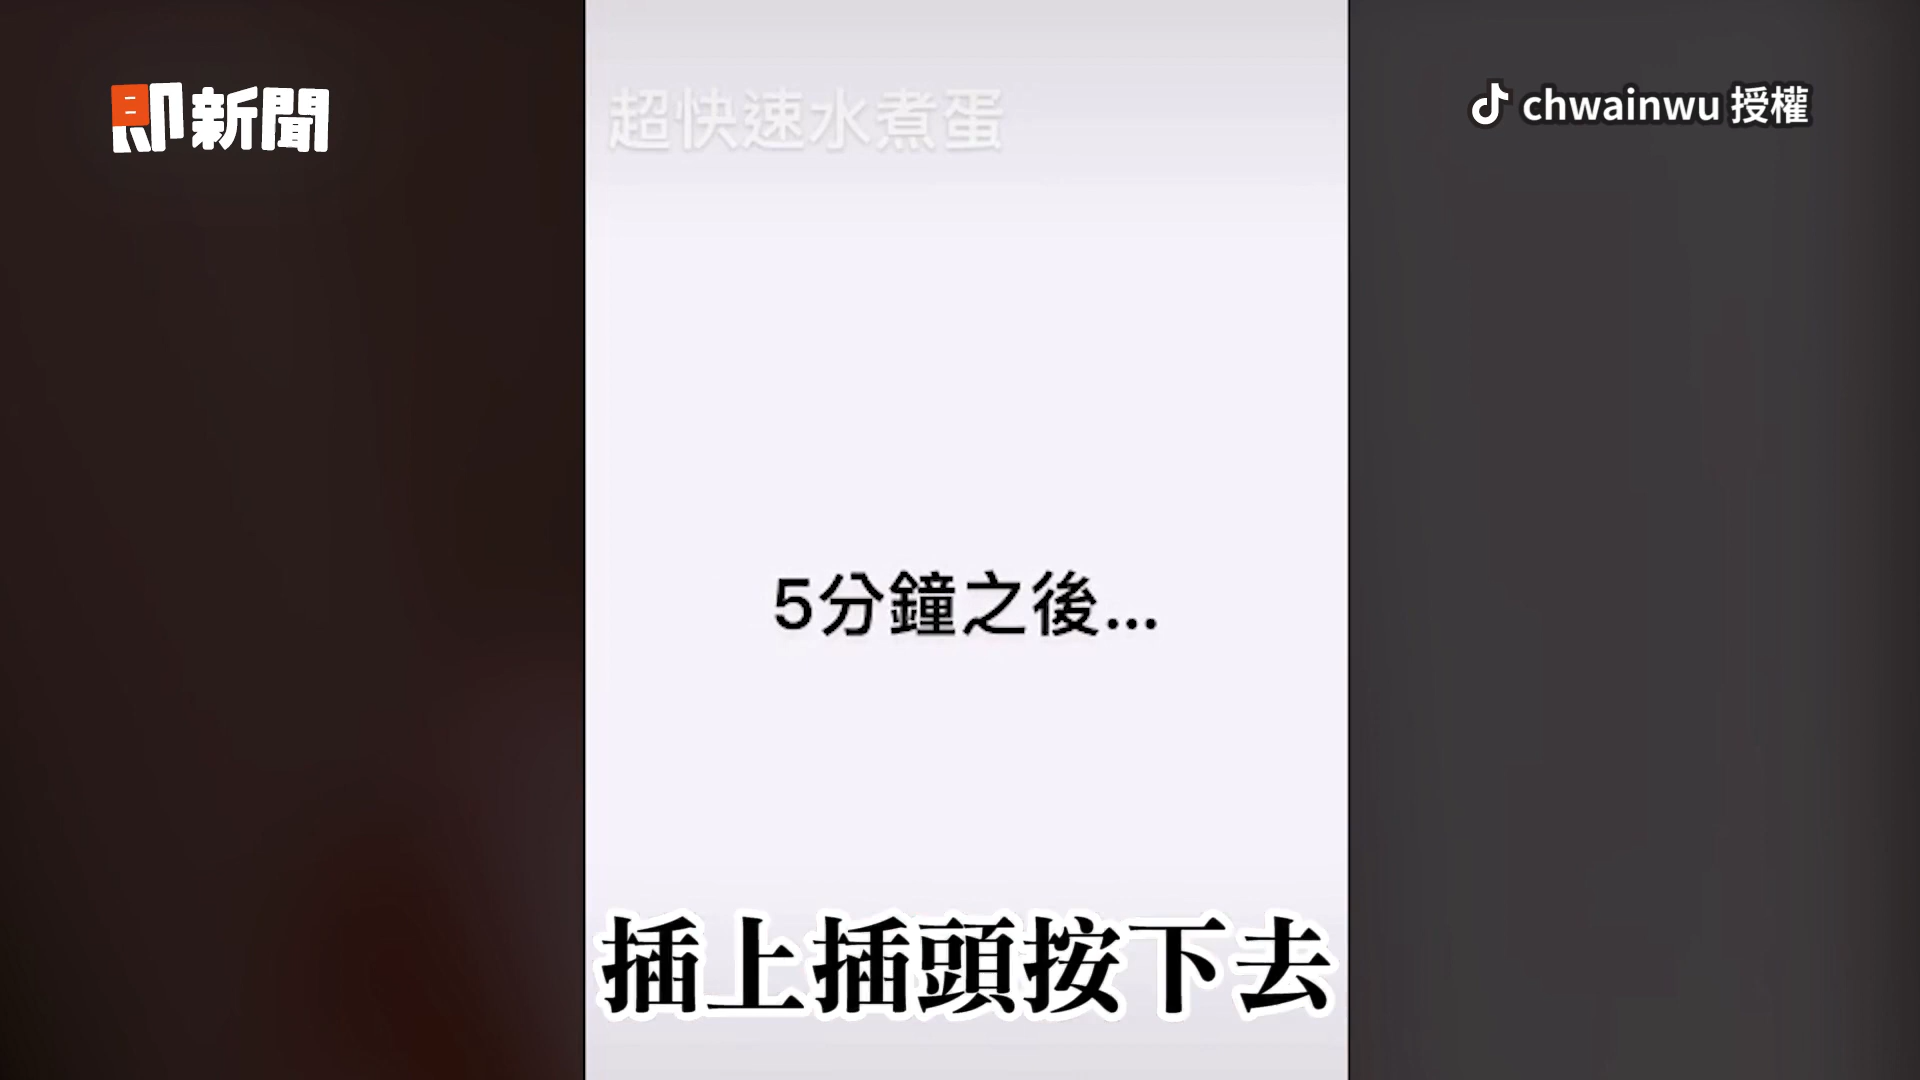 即新聞
chwainwu 授權
超快速水煮蛋
5分鐘之後...
插上插頭按下去